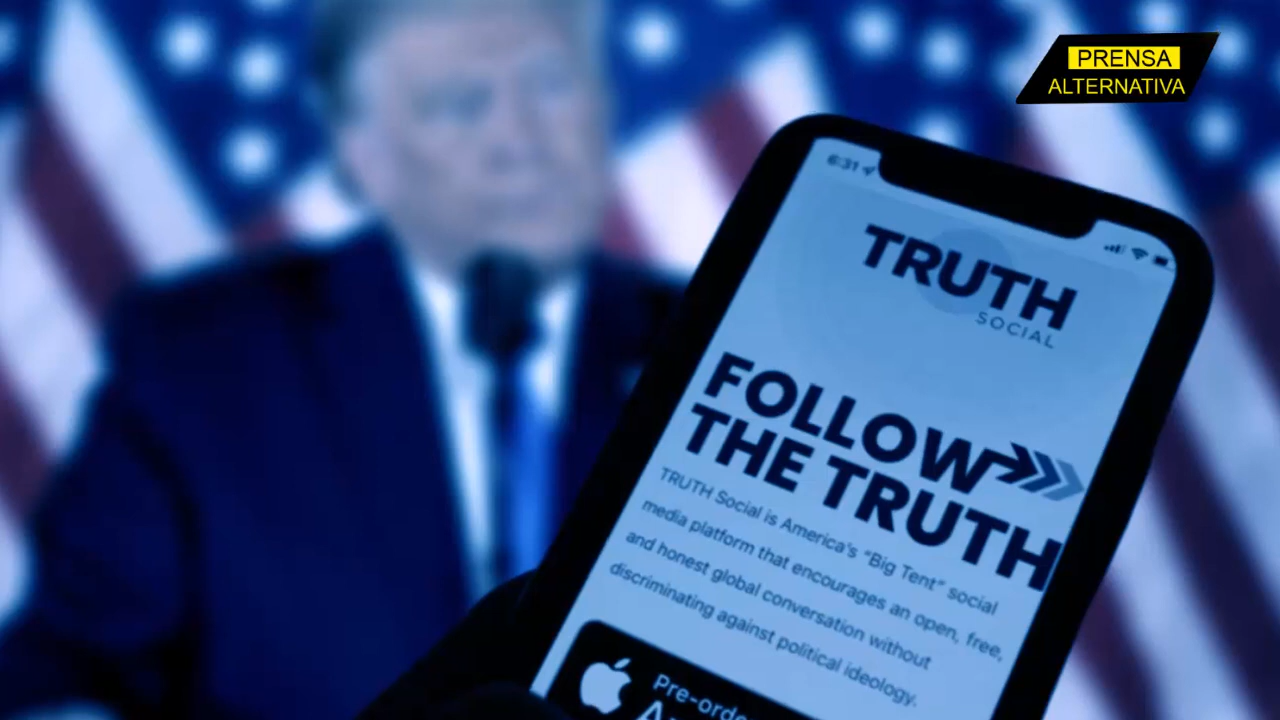 PRENSA
ALTERNATIVA
6:31
TRUTH
SOCIAL
FOLLOW
THE TRUTH
TRUTH Social is America's "Big Tent" social
media platform that encourages an open, free,
and honest global conversation without
discriminating against political ideology.
Pre-orde